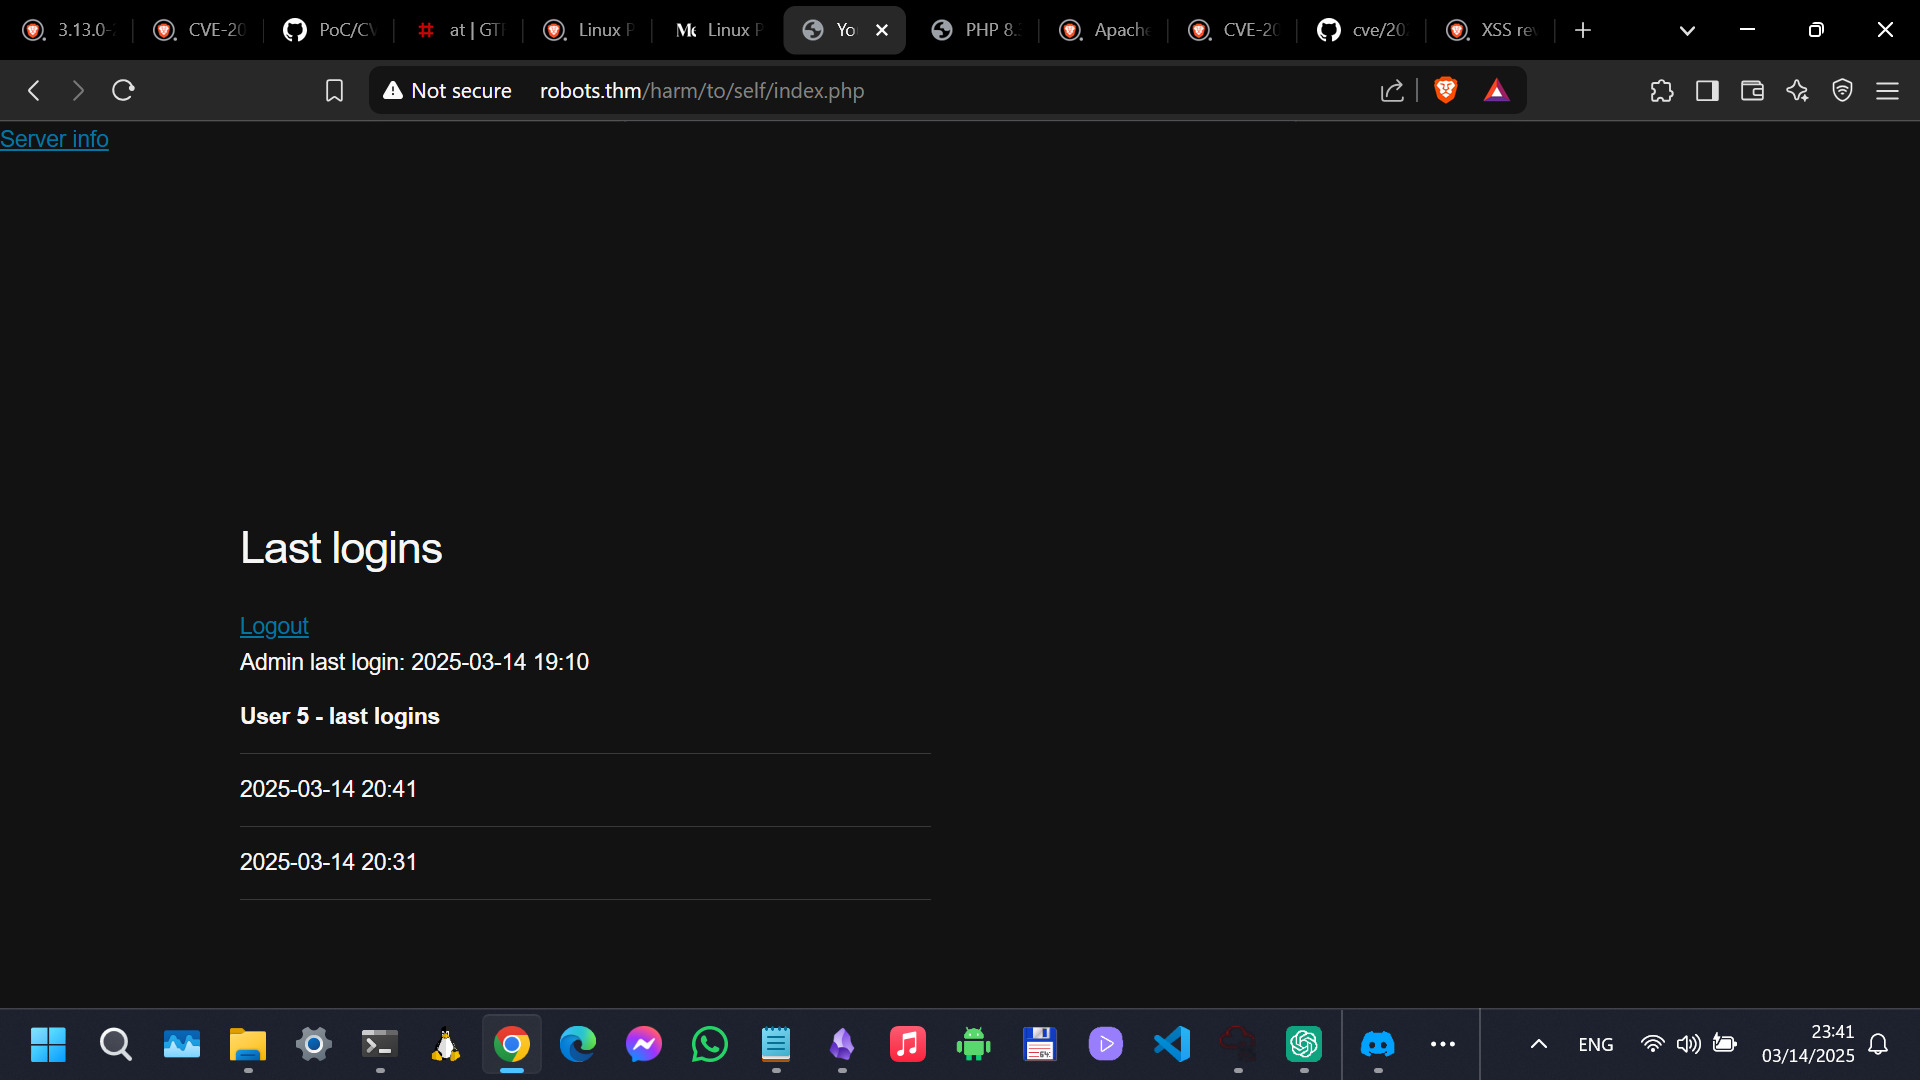 3.13.0-
CVE-20
PoC/CV
at | GTF
Linux P
Linux P
Yo
PHP 8.
Apache
CVE-20
cve/20
XSS re
Not secure robots.thm/harm/to/self/index.php
Server info
Last logins
Logout
Admin last login: 2025-03-14 19:10
User 5 - last logins
2025-03-14 20:41
2025-03-14 20:31
ENG
23:41
03/14/2025